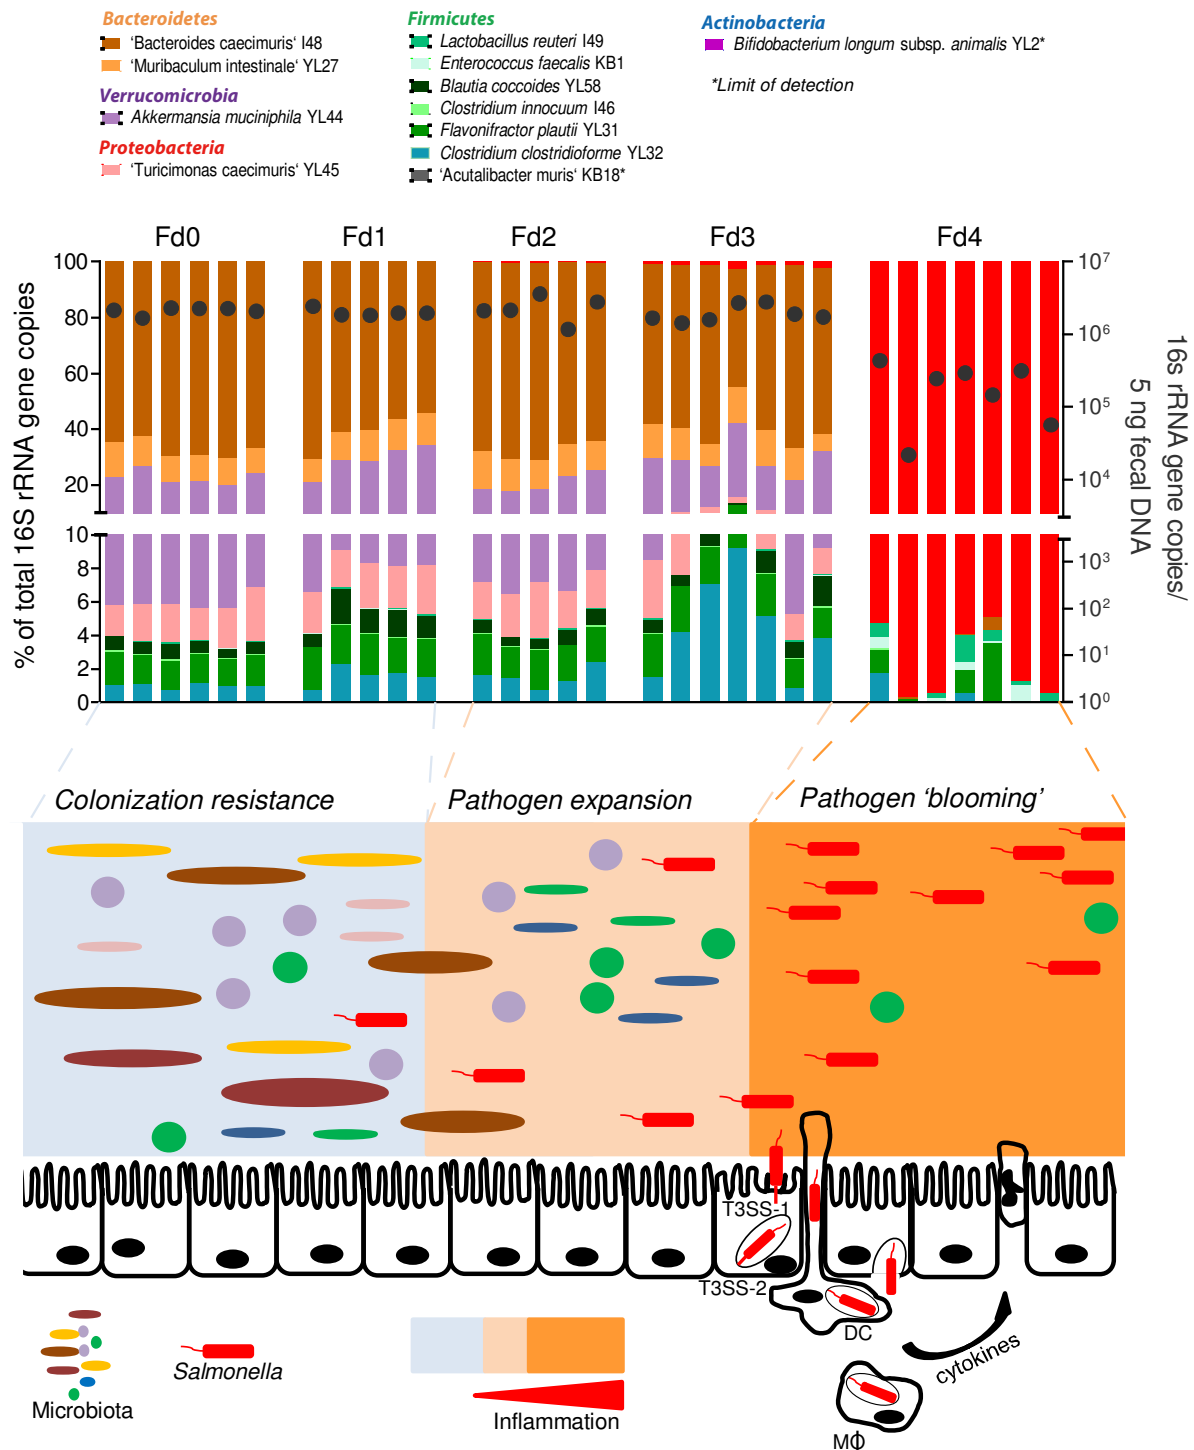 Bacteroidetes
'Bacteroides caecimuris' I48
'Muribaculum intestinale' YL27
Verrucomicrobia
Akkermansia muciniphila YL44
Proteobacteria
'Turicimonas caecimuris' YL45
Firmicutes
Lactobacillus reuteri I49
Enterococcus faecalis KB1
Blautia coccoides YL58
Clostridium innocuum I46
Flavonifractor plautii YL31
Clostridium clostridioforme YL32
'Acutalibacter muris' KB18*
Actinobacteria
Bifidobacterium longum subsp. animalis YL2*
*Limit of detection
Fd0 Fd1 Fd2 Fd3 Fd4
% of total 16S rRNA gene copies
100
80
60
40
20
10
8
6
4
2
0
10⁷
10⁶
10⁵
10⁴
10³
10²
10¹
10⁰
16s rRNA gene copies/
5 ng fecal DNA
Colonization resistance
Pathogen expansion
Pathogen 'blooming'
T3SS-1
T3SS-2
DC
cytokines
MΦ
Microbiota
Salmonella
Inflammation